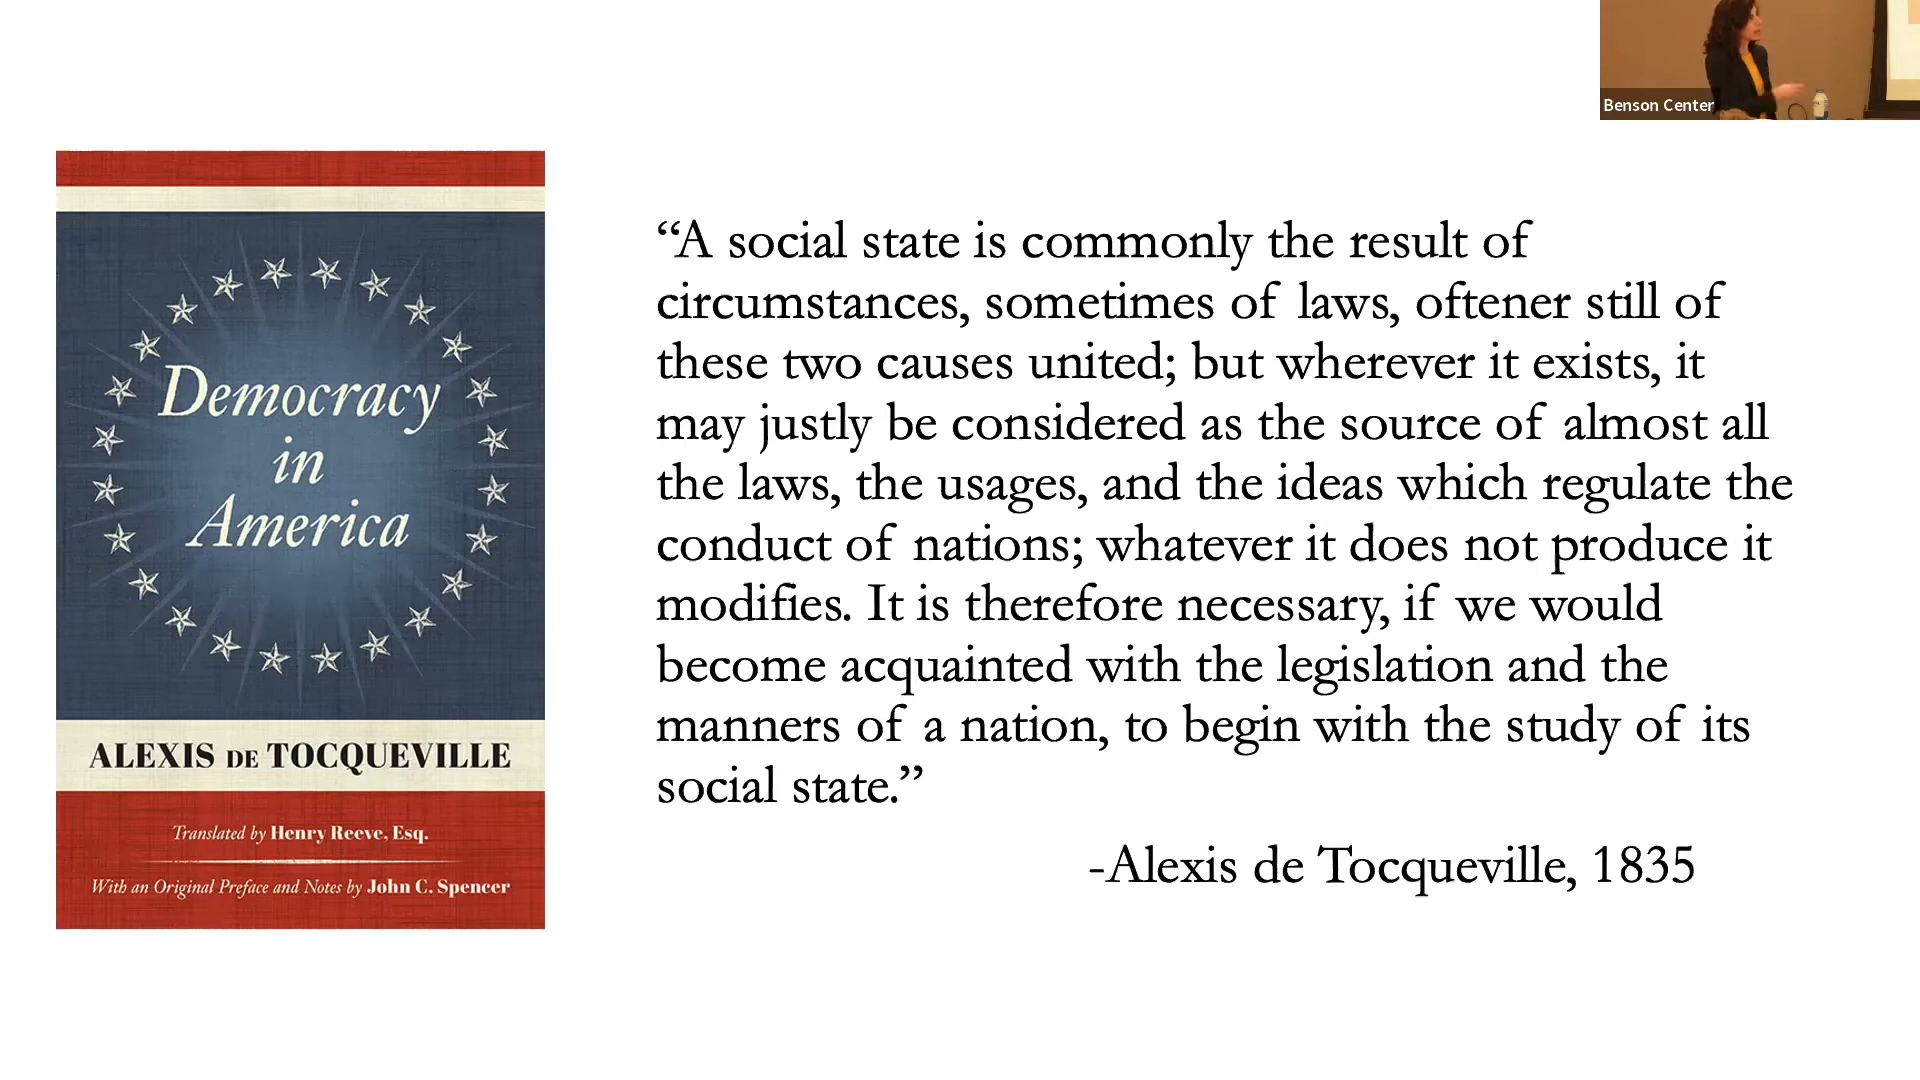 Benson Center
Democracy
in
America
ALEXIS DE TOCQUEVILLE
Translated by Henry Reeve, Esq.
With an Original Preface and Notes by John C. Spencer
“A social state is commonly the result of
circumstances, sometimes of laws, oftener still of
these two causes united; but wherever it exists, it
may justly be considered as the source of almost all
the laws, the usages, and the ideas which regulate the
conduct of nations; whatever it does not produce it
modifies. It is therefore necessary, if we would
become acquainted with the legislation and the
manners of a nation, to begin with the study of its
social state.”
-Alexis de Tocqueville, 1835